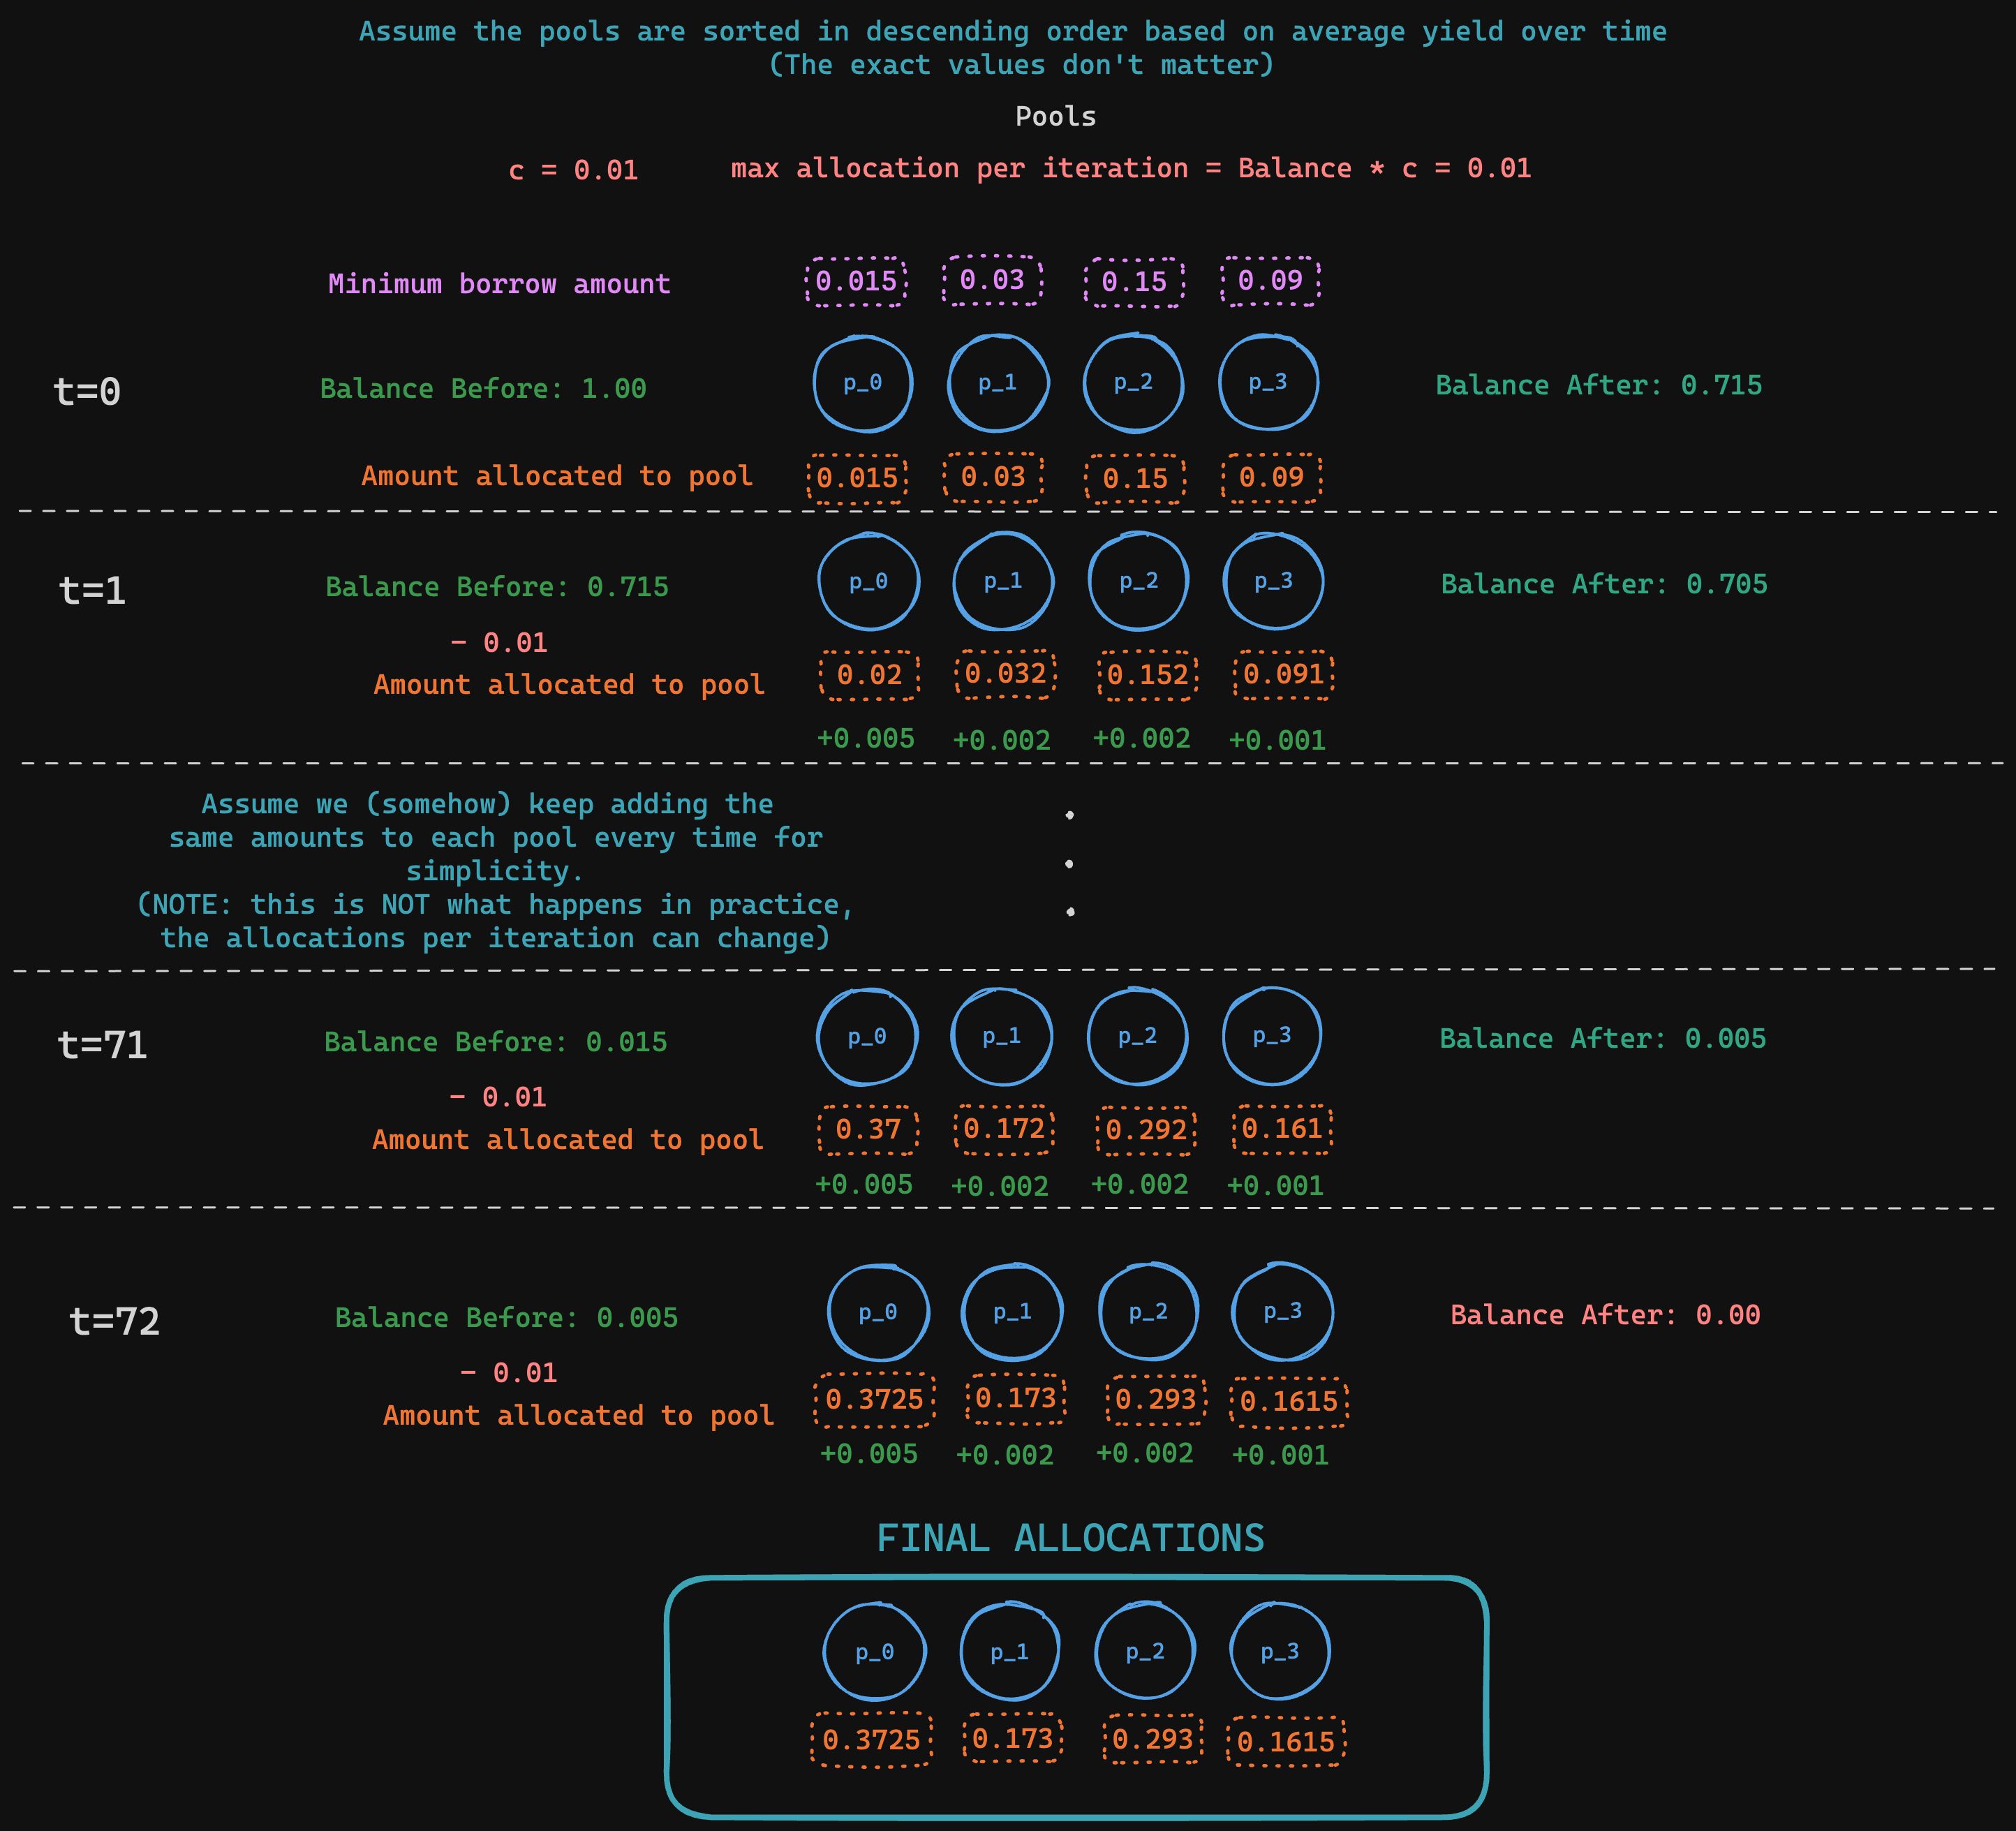 Assume the pools are sorted in descending order based on average yield over time
(The exact values don't matter)
Pools
c = 0.01 max allocation per iteration = Balance * c = 0.01
Minimum borrow amount 0.015 0.03 0.15 0.09
t=0 Balance Before: 1.00 p_0 p_1 p_2 p_3 Balance After: 0.715
Amount allocated to pool 0.015 0.03 0.15 0.09
t=1 Balance Before: 0.715 p_0 p_1 p_2 p_3 Balance After: 0.705
- 0.01
Amount allocated to pool 0.02 0.032 0.152 0.091
+0.005 +0.002 +0.002 +0.001
Assume we (somehow) keep adding the
same amounts to each pool every time for
simplicity.
(NOTE: this is NOT what happens in practice,
the allocations per iteration can change)
t=71 Balance Before: 0.015 p_0 p_1 p_2 p_3 Balance After: 0.005
- 0.01
Amount allocated to pool 0.37 0.172 0.292 0.161
+0.005 +0.002 +0.002 +0.001
t=72 Balance Before: 0.005 p_0 p_1 p_2 p_3 Balance After: 0.00
- 0.01
Amount allocated to pool 0.3725 0.173 0.293 0.1615
+0.005 +0.002 +0.002 +0.001
FINAL ALLOCATIONS
p_0 p_1 p_2 p_3
0.3725 0.173 0.293 0.1615